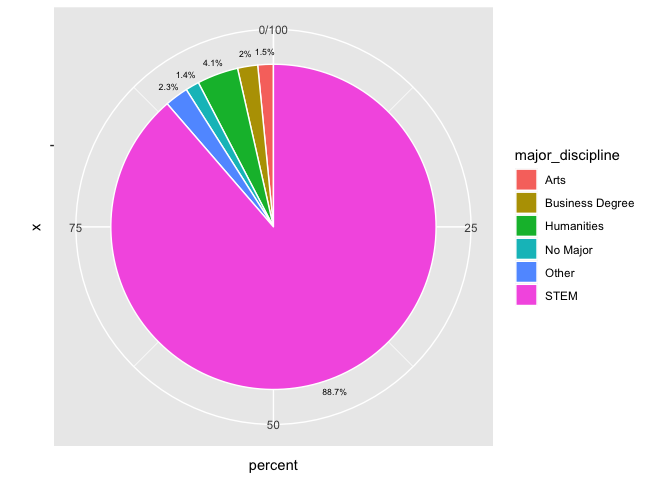 0/100
2% 1.5%
4.1%
1.4%
2.3%
75
25
x
88.7%
50
percent
major_discipline
Arts
Business Degree
Humanities
No Major
Other
STEM